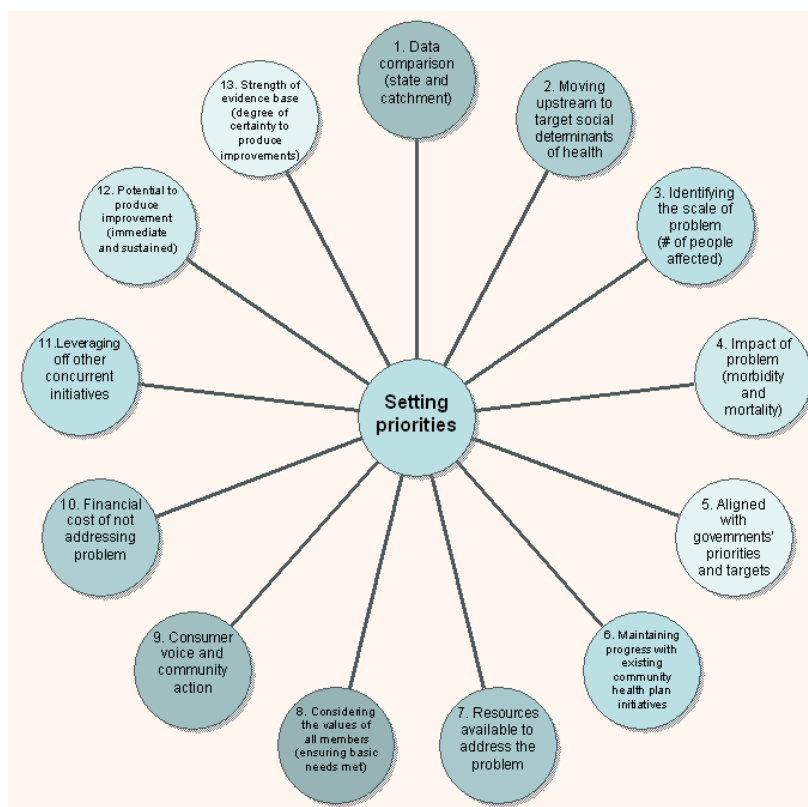 1. Data
comparison
(state and
catchment)
2. Moving
upstream to
target social
determinants
of health
3. Identifying
the scale of
problem
(# of people
affected)
4. Impact of
problem
(morbidity
and
mortality)
5. Aligned
with
governments'
priorities
and targets
6. Maintaining
progress with
existing
community
health plan
initiatives
7. Resources
available to
address the
problem
8. Considering
the values of
all members
(ensuring basic
needs met)
9. Consumer
voice and
community
action
10. Financial
cost of not
addressing
problem
11.Leveraging
off other
concurrent
initiatives
12. Potential to
produce
improvement
(immediate
and sustained)
13. Strength of
evidence base
(degree of
certainty to
produce
improvements)
Setting
priorities